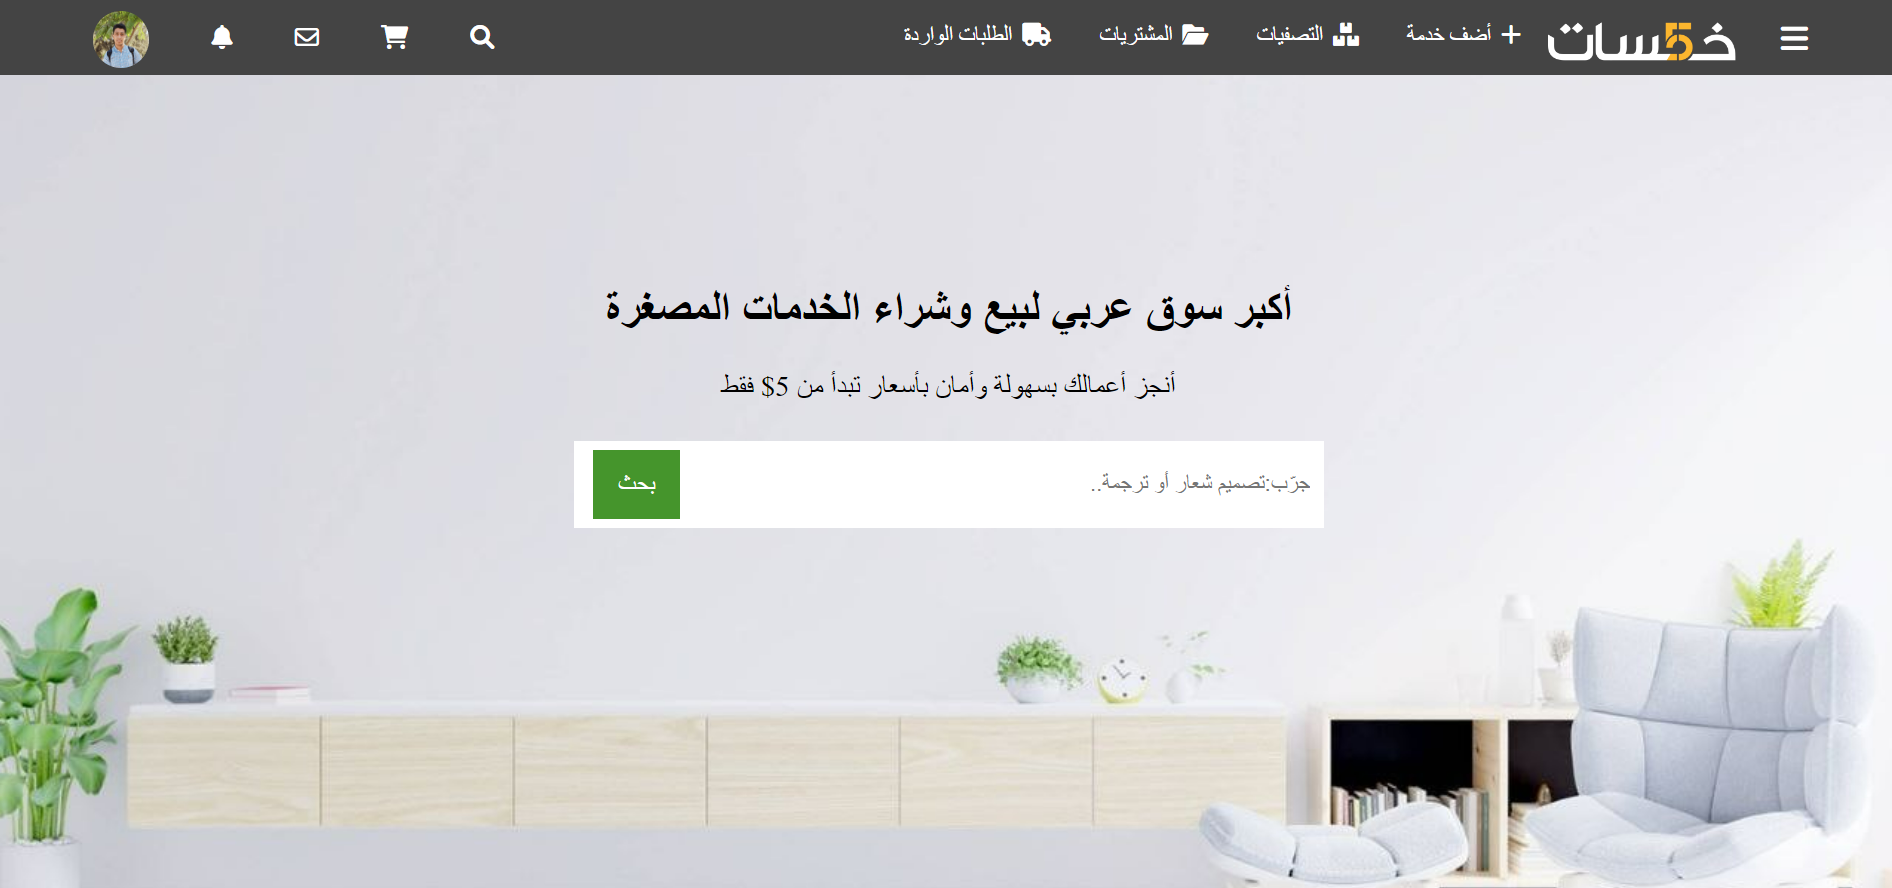 خمسات
أضف خدمة
التصفيات
المشتريات
الطلبات الواردة
أكبر سوق عربي لبيع وشراء الخدمات المصغرة
أنجز أعمالك بسهولة وأمان بأسعار تبدأ من 5$ فقط
جرّب:تصميم شعار أو ترجمة..
بحث